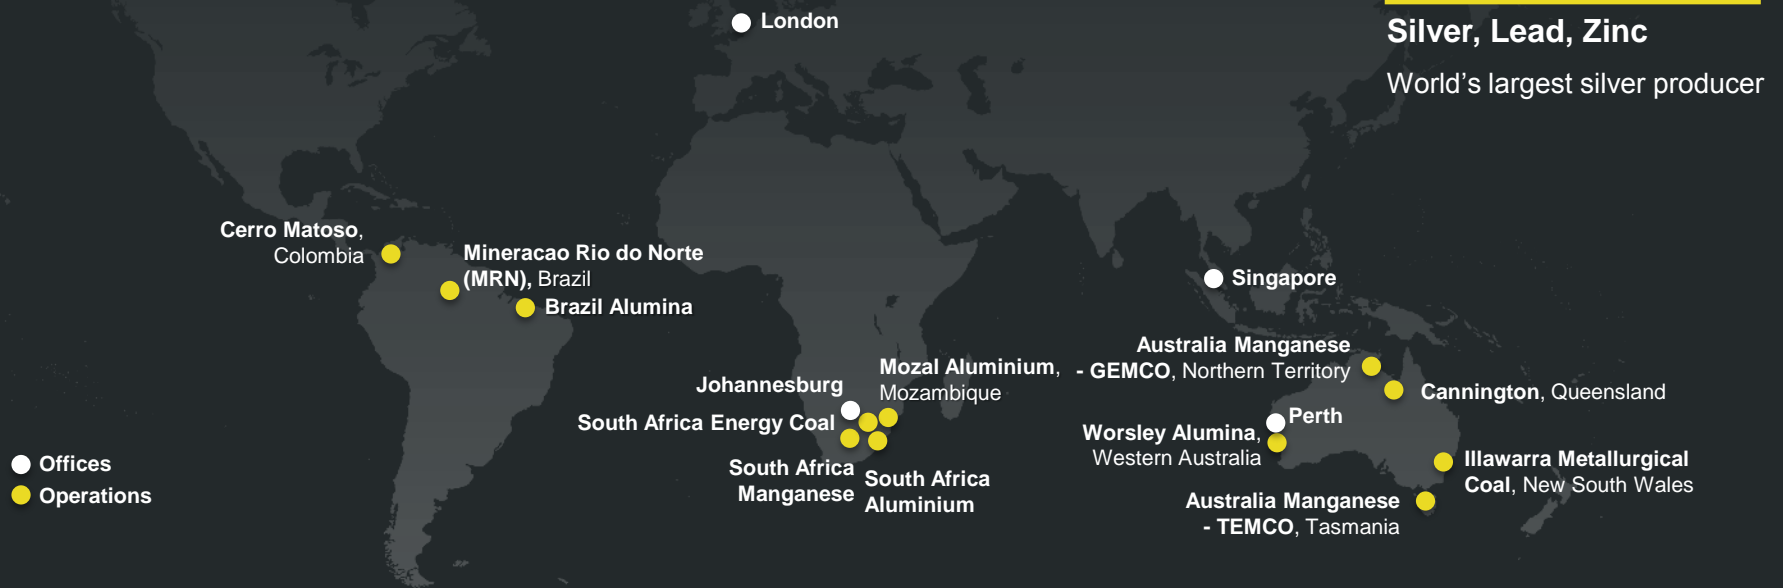 London
Silver, Lead, Zinc
World’s largest silver producer
Cerro Matoso,
Colombia
Mineracao Rio do Norte
(MRN), Brazil
Brazil Alumina
Singapore
Australia Manganese
- GEMCO, Northern Territory
Mozal Aluminium,
Mozambique
Johannesburg
Cannington, Queensland
South Africa Energy Coal
Perth
Worsley Alumina,
Western Australia
Offices
Operations
South Africa
Manganese
South Africa
Aluminium
Illawarra Metallurgical
Coal, New South Wales
Australia Manganese
- TEMCO, Tasmania